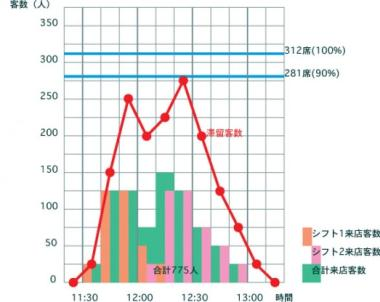 客数（人）
350
312席(100%)
300
281席(90%)
250
200
滞留客数
150
100
50
0
合計775人
シフト1来店客数
シフト2来店客数
合計来店客数
11:30 12:00 12:30 13:00 時間